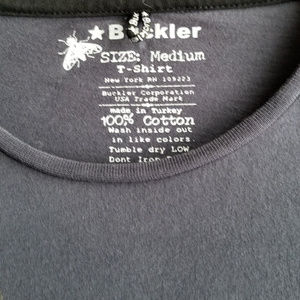 ★Buckler
SIZE: Medium
T-Shirt
New York RN 109223
Buckler Corporation
USA Trade Mark
made in Turkey
100% Cotton
Wash inside out
in like colors.
Tumble dry LOW
Dont Iron